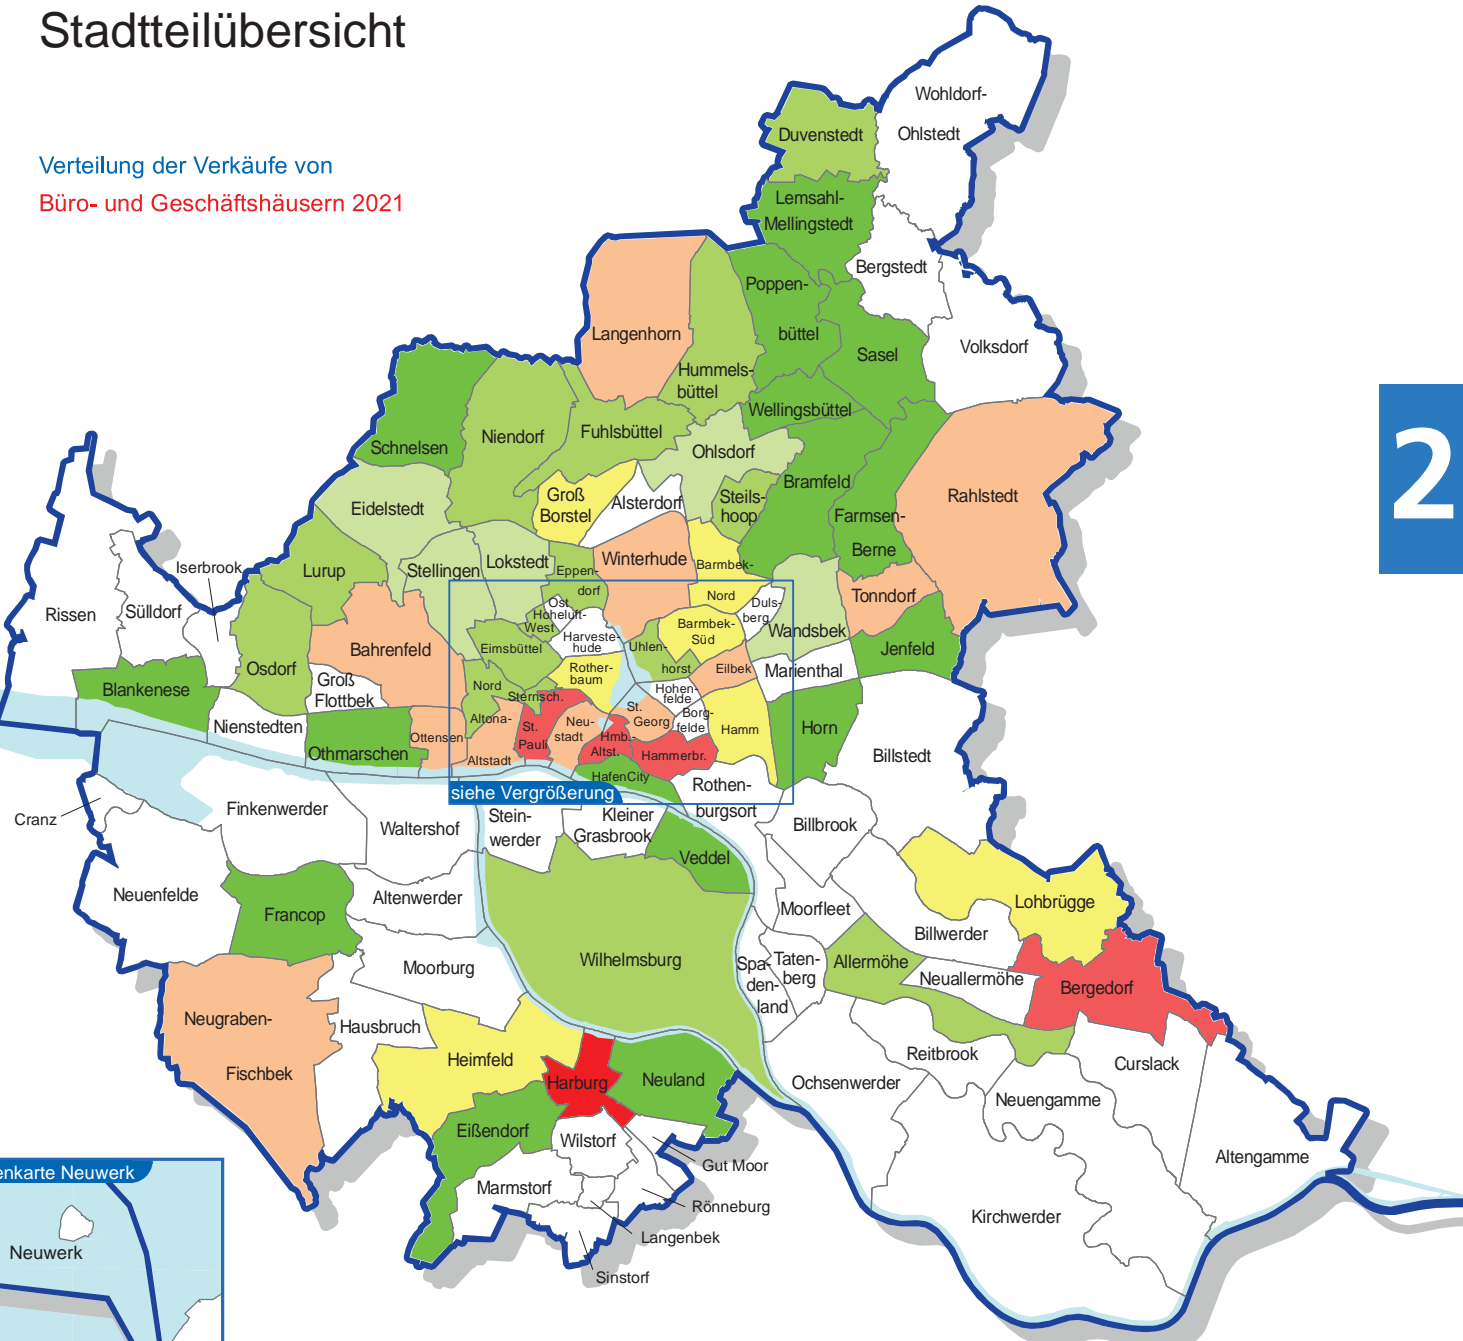 Stadtteilübersicht
Verteilung der Verkäufe von
Büro- und Geschäftshäusern 2021
2
Wohldorf-
Ohlstedt
Duvenstedt
Lemsahl-
Mellingstedt
Bergstedt
Poppen-
büttel
Volksdorf
Sasel
Langenhorn
Hummels-
büttel
Wellingsbüttel
Schnelsen
Niendorf
Fuhlsbüttel
Ohlsdorf
Bramfeld
Steils-
hoop
Farmsen-
Berne
Rahlstedt
Eidelstedt
Groß
Borstel
Alsterdorf
Winterhude
Barmbek-
Nord
Lokstedt
Stellingen
Eppen-
dorf
Lurup
Iserbrook
Rissen
Sülldorf
Osdorf
Bahrenfeld
Ost
Hoheluft-
West
Harveste-
hude
Eimsbüttel
Uhlen-
horst
Barmbek-
Süd
Duls-
berg
Wandsbek
Tonndorf
Jenfeld
Marienthal
Eilbek
Rother-
baum
Hohen-
felde
Borg-
felde
Hamm
Horn
Billstedt
Blankenese
Nienstedten
Groß
Flottbek
Othmarschen
Ottensen
Nord
Altona-
Altstadt
Sternsch.
St.
Pauli
Neu-
stadt
St.
Georg
Hmb.-
Altst.
Hammerbr.
HafenCity
siehe Vergrößerung
Rothen-
burgsort
Cranz
Finkenwerder
Waltershof
Stein-
werder
Kleiner
Grasbrook
Veddel
Billbrook
Neuenfelde
Francop
Altenwerder
Moorfleet
Billwerder
Lohbrügge
Moorburg
Wilhelmsburg
Spa-
den-
land
Taten-
berg
Allermöhe
Neuallermöhe
Bergedorf
Neugraben-
Fischbek
Hausbruch
Heimfeld
Harburg
Neuland
Ochsenwerder
Reitbrook
Curslack
Neuengamme
Eißendorf
Wilstorf
Gut Moor
Marmstorf
Rönneburg
Langenbek
Sinstorf
Kirchwerder
Altengamme
enkarte Neuwerk
Neuwerk